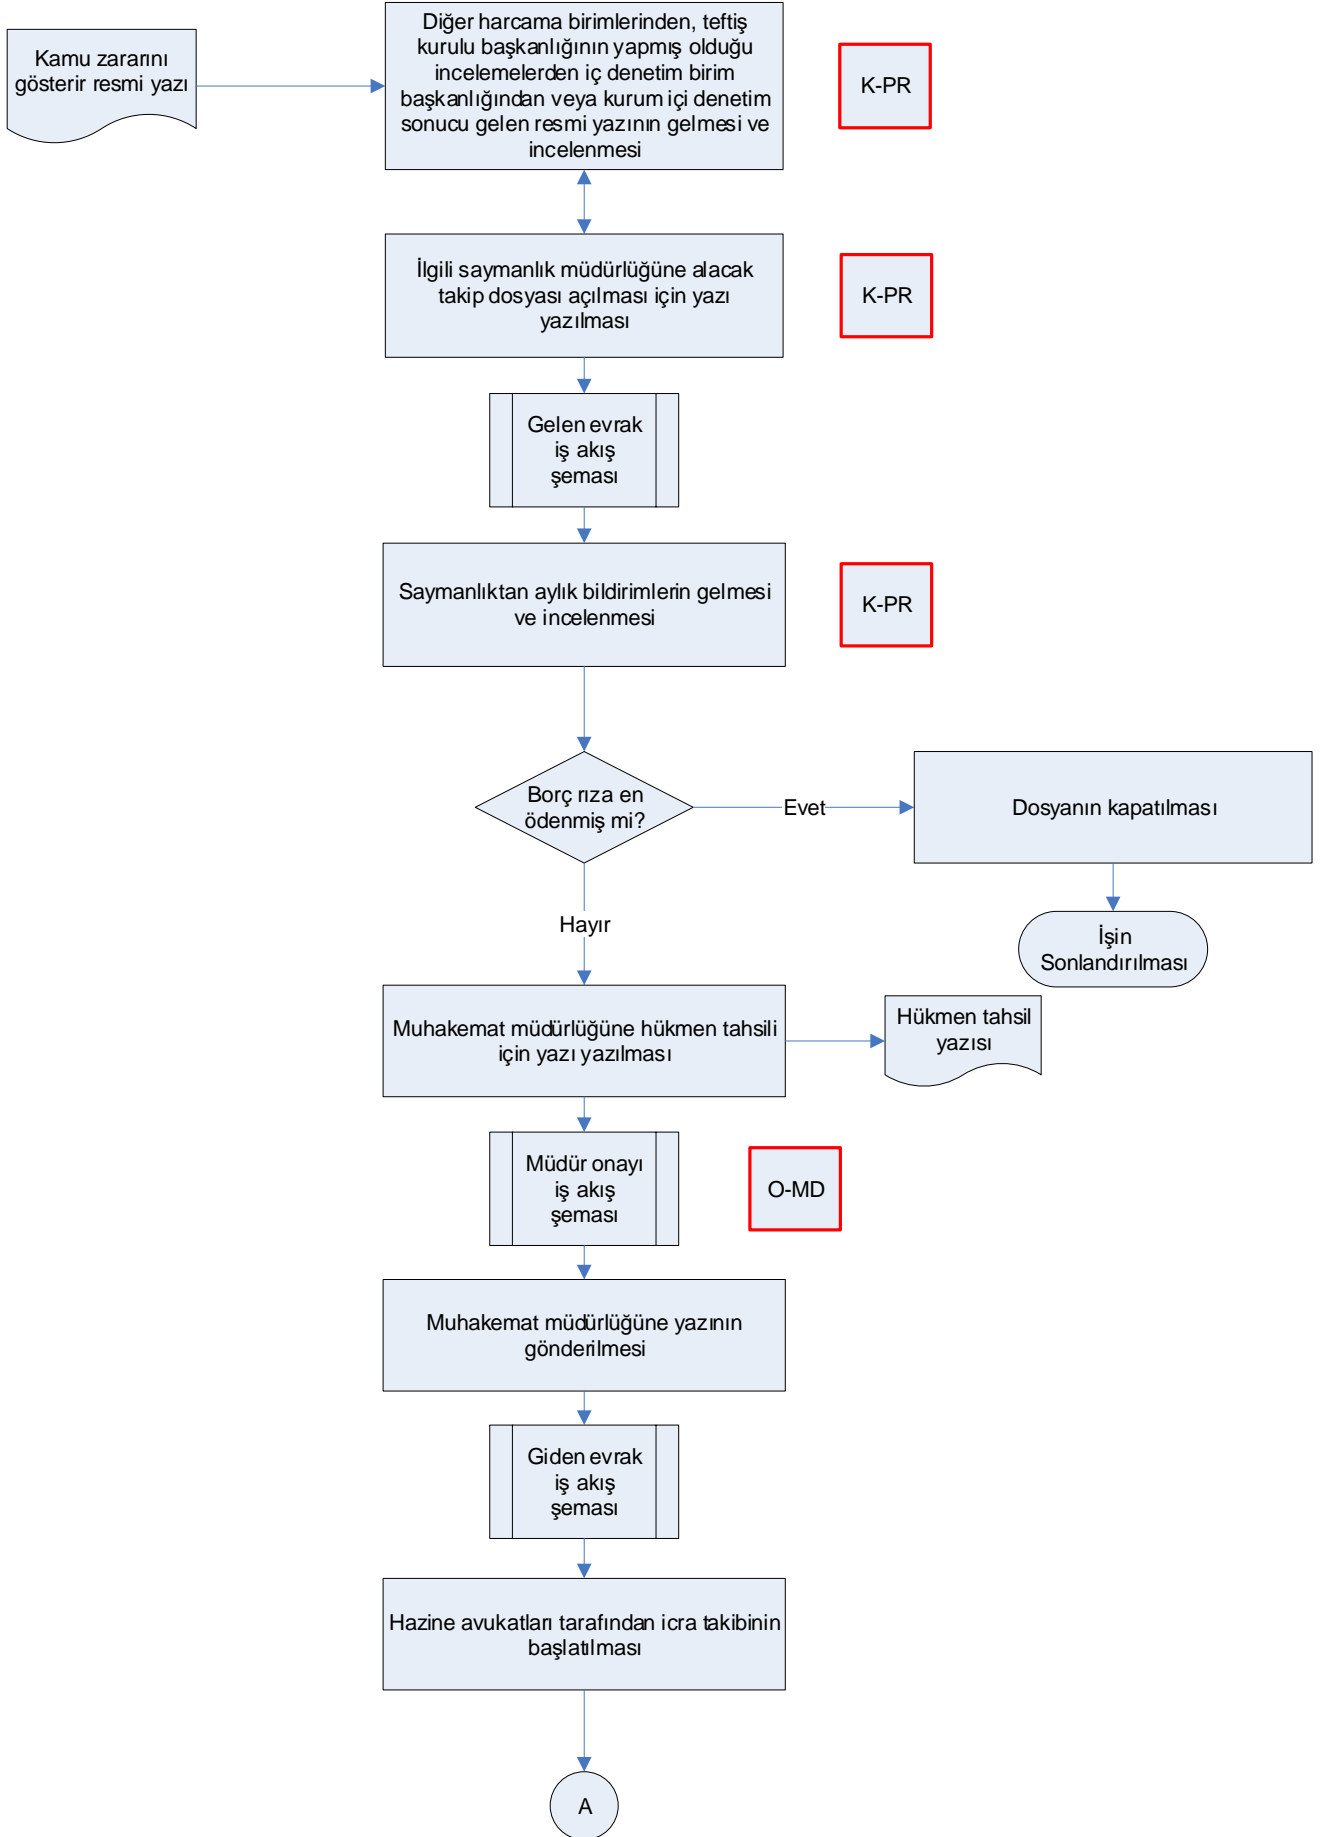 Kamu zararını
gösterir resmi yazı
Diğer harcama birimlerinden, teftiş
kurulu başkanlığının yapmış olduğu
incelemelerden iç denetim birim
başkanlığından veya kurum içi denetim
sonucu gelen resmi yazının gelmesi ve
incelenmesi
K-PR
İlgili saymanlık müdürlüğüne alacak
takip dosyası açılması için yazı
yazılması
K-PR
Gelen evrak
iş akış
şeması
Saymanlıktan aylık bildirimlerin gelmesi
ve incelenmesi
K-PR
Borç rıza en
ödenmiş mi?
Evet
Dosyanın kapatılması
Hayır
İşin
Sonlandırılması
Muhakemat müdürlüğüne hükmen tahsili
için yazı yazılması
Hükmen tahsil
yazısı
Müdür onayı
iş akış
şeması
O-MD
Muhakemat müdürlüğüne yazının
gönderilmesi
Giden evrak
iş akış
şeması
Hazine avukatları tarafından icra takibinin
başlatılması
A